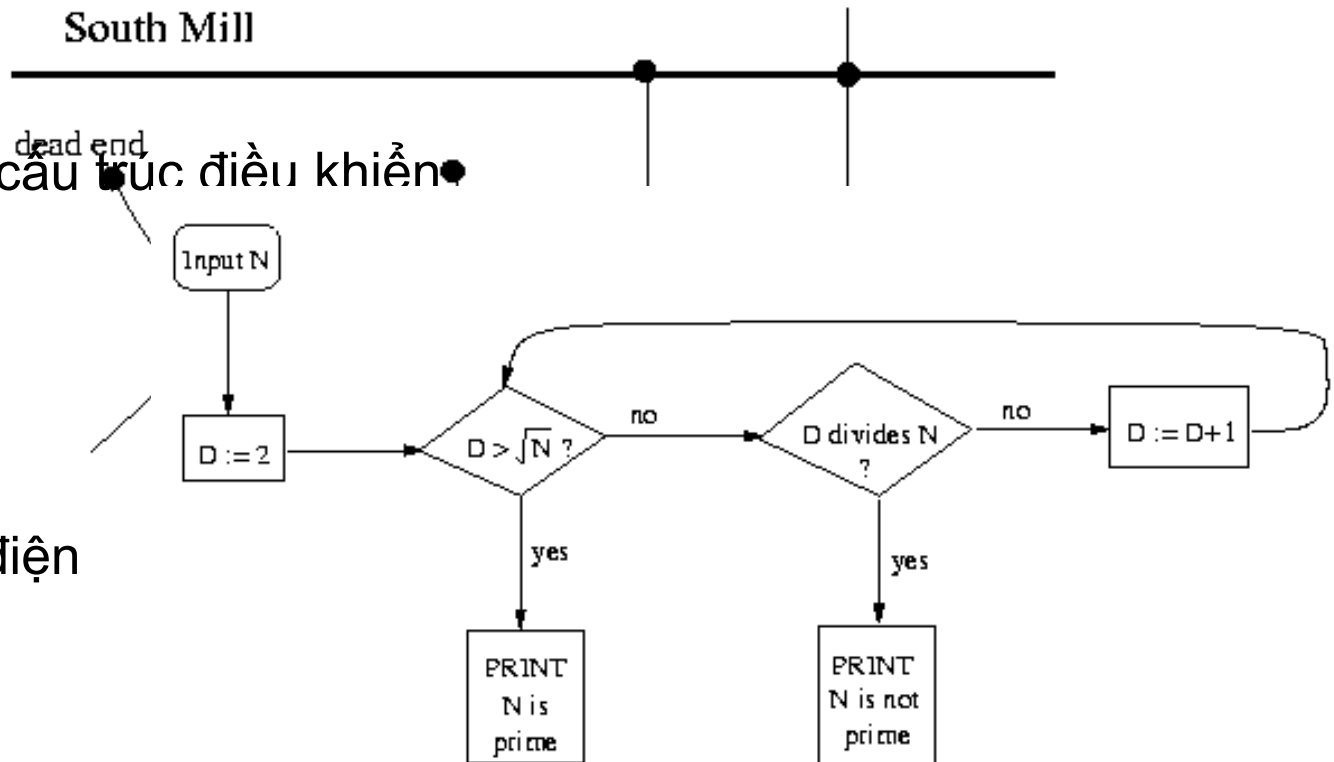 South Mill
dead end
cấu trúc điều khiển
Input N
D := 2
D > √N ?
no
D divides N
?
no
D := D+1
yes
yes
điện
PRINT
N is
prime
PRINT
N is not
prime